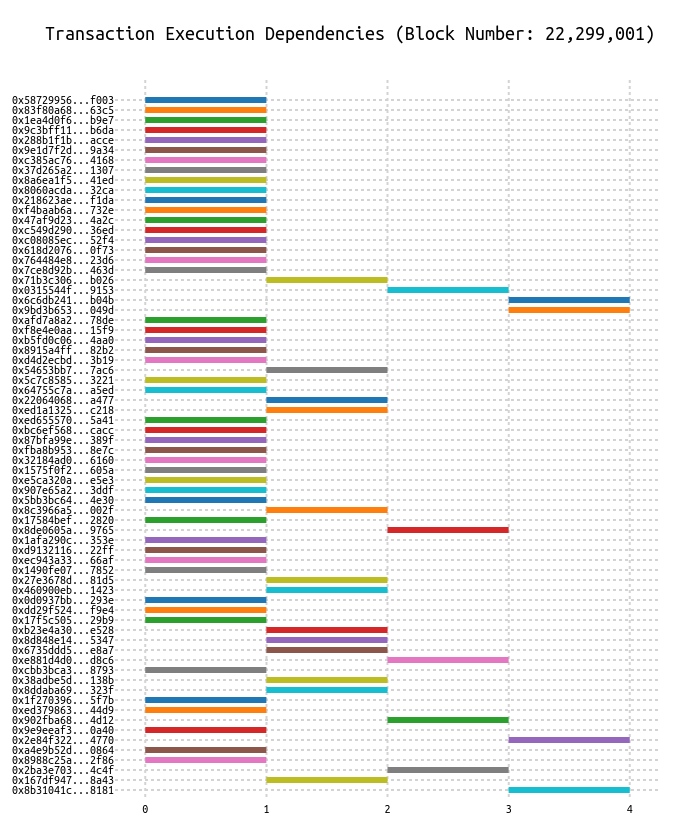 Transaction Execution Dependencies (Block Number: 22,299,001)
0x58729956...f003
0x83f80a68...63c5
0x1ea4d0f6...b9e7
0x9c3bff11...b6da
0x288b1f1b...acce
0x9e1d7f2d...9a34
0xc385ac76...4168
0x37d265a2...1307
0x8a6ea1f5...41ed
0x8060acda...32ca
0x218623ae...f1da
0xf4baab6a...732e
0x47af9d23...4a2c
0xc549d290...36ed
0xc08085ec...52f4
0x618d2076...0f73
0x764484e8...23d6
0x7ce8d92b...463d
0x71b3c306...b026
0x0315544f...9153
0x6c6db241...b04b
0x9bd3b653...049d
0xafd7a8a2...78de
0xf8e4e0aa...15f9
0xb5fd0c06...4aa0
0x8915a4ff...82b2
0xd4d2ecbd...3b19
0x54653bb7...7ac6
0x5c7c8585...3221
0x64755c7a...a5ed
0x22064068...a477
0xed1a1325...c218
0xed655570...5a41
0xbc6ef568...cacc
0x87bfa99e...389f
0xfba8b953...8e7c
0x32184ad0...6160
0x1575f0f2...605a
0xe5ca320a...e5e3
0x907e65a2...3ddf
0x5bb3bc64...4e30
0x8c3966a5...002f
0x17584bef...2820
0x8de0605a...9765
0x1afa290c...353e
0xd9132116...22ff
0xec943a33...66af
0x1490fe07...7852
0x27e3678d...81d5
0x460900eb...1423
0x0d0937bb...293e
0xdd29f524...f9e4
0x17f5c505...29b9
0xb23e4a30...e528
0x8d848e14...5347
0x6735ddd5...e8a7
0xe881d4d0...d8c6
0xcbb3bca3...8793
0x38adbe5d...138b
0x8ddaba69...323f
0x1f270396...5f7b
0xed379863...44d9
0x902fba68...4d12
0x9e9eeaf3...0a40
0x2e84f322...4770
0xa4e9b52d...0864
0x8988c25a...2f86
0x2ba3e703...4c4f
0x167df947...8a43
0x8b31041c...8181
0 1 2 3 4